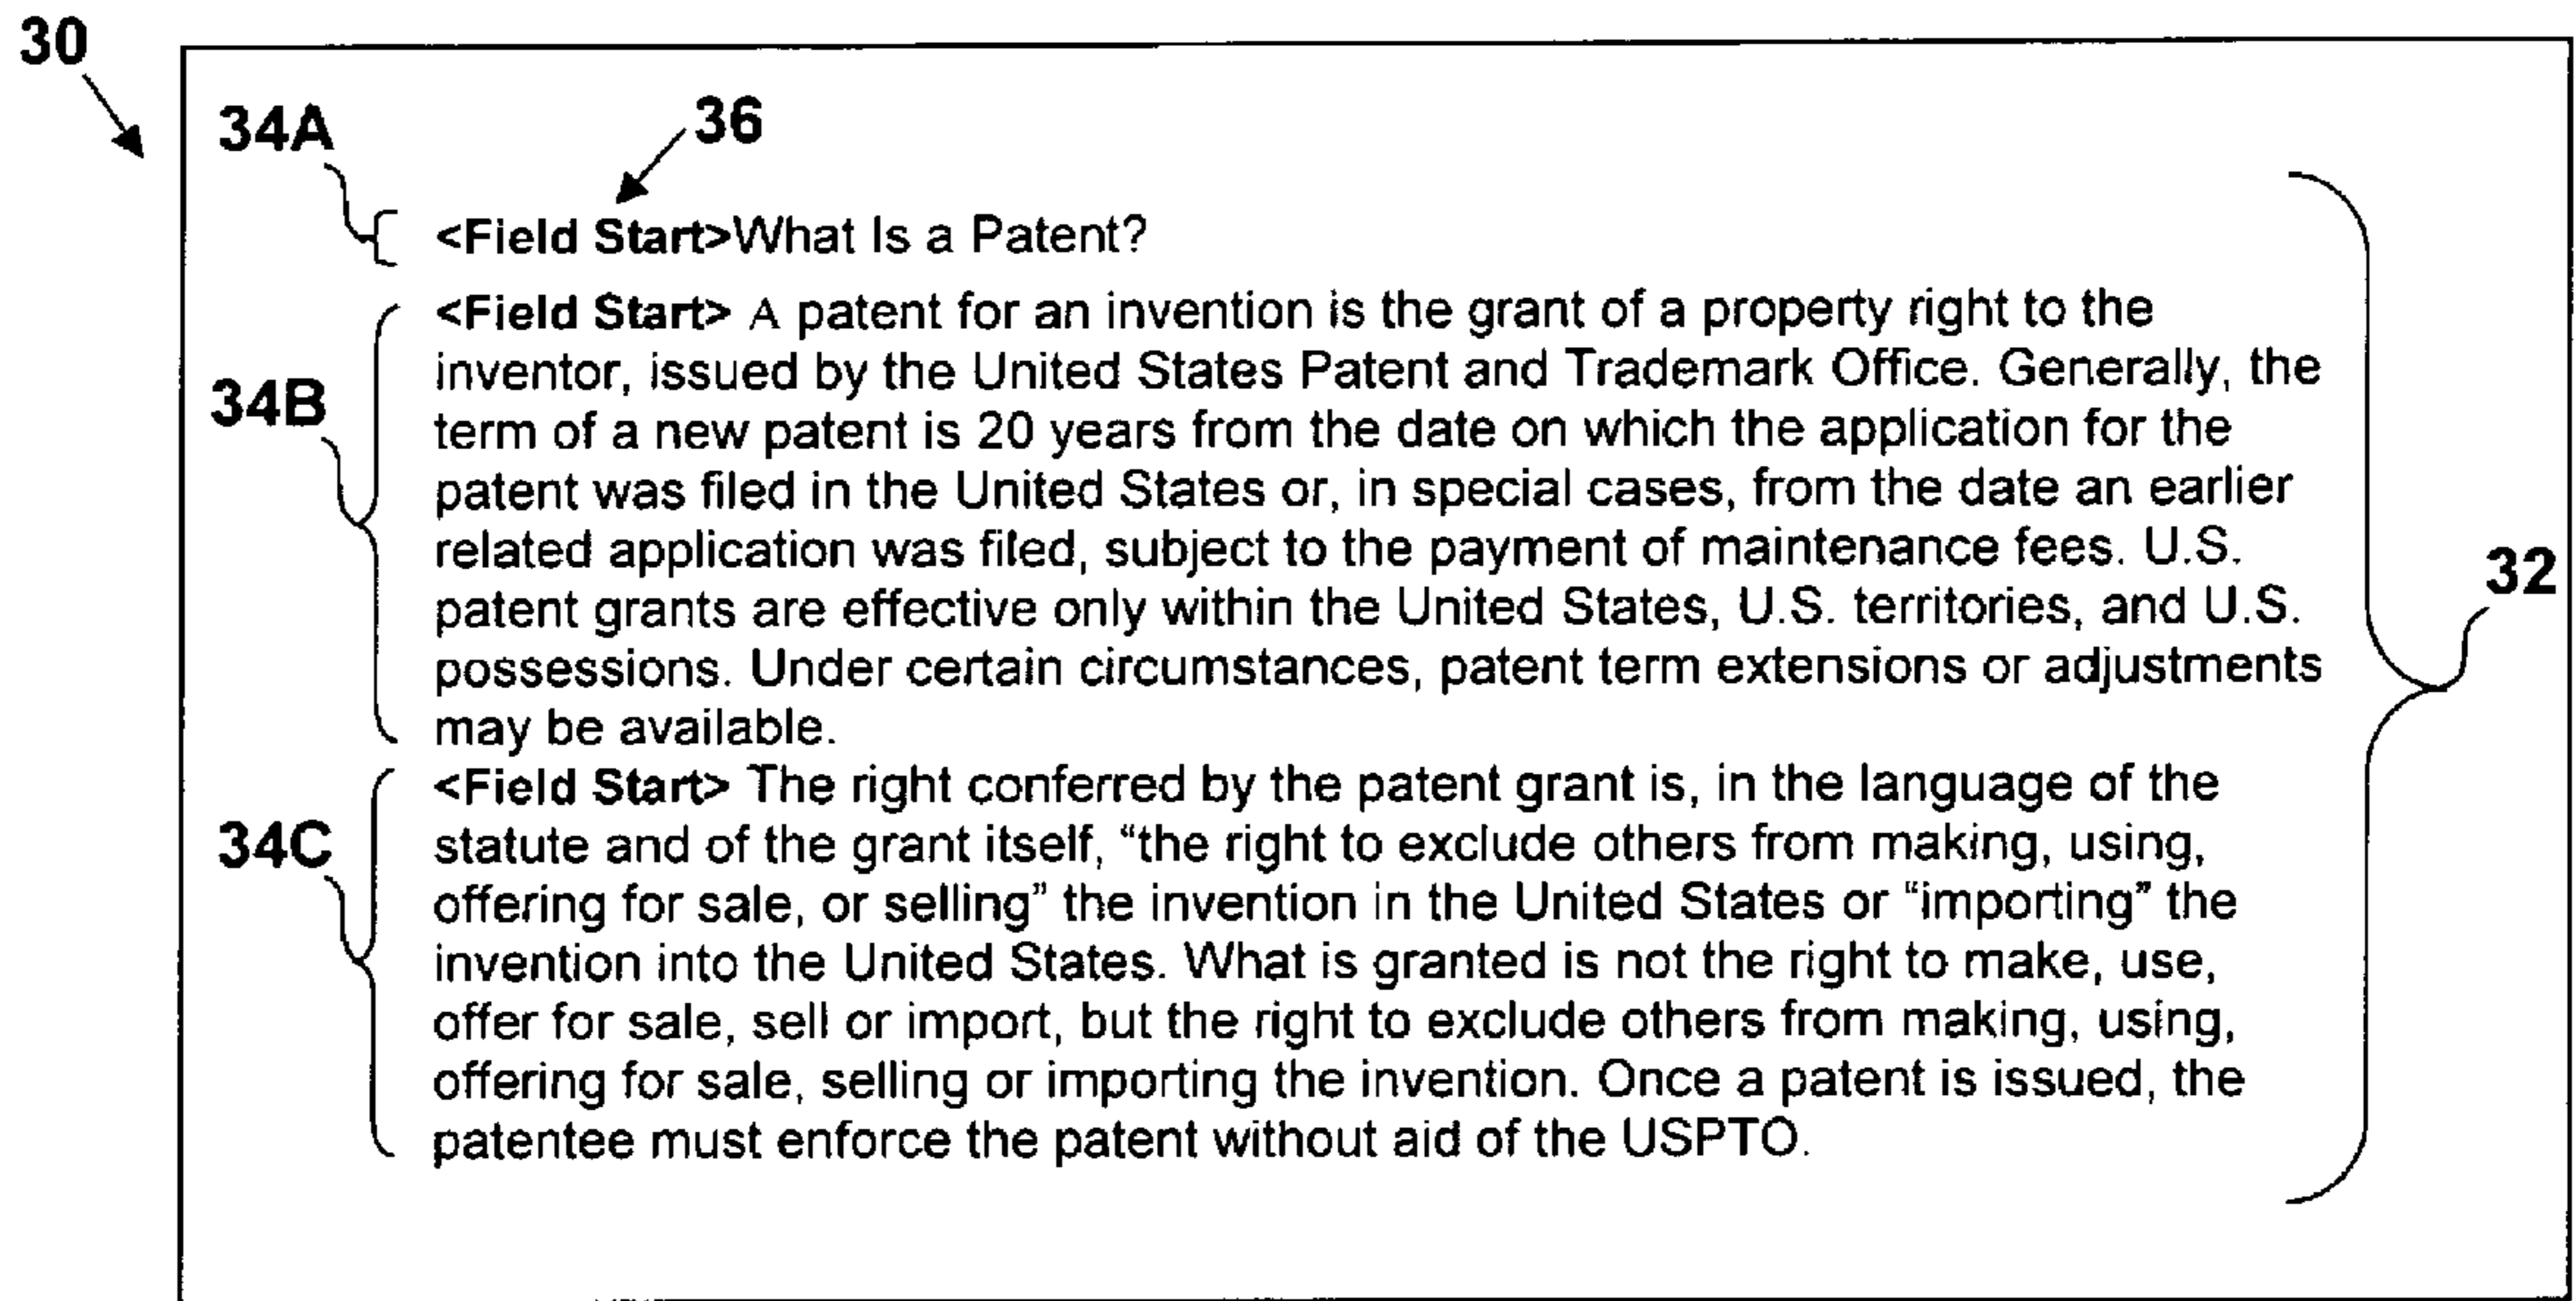 30
34A
36
<Field Start>What Is a Patent?
<Field Start> A patent for an invention is the grant of a property right to the
inventor, issued by the United States Patent and Trademark Office. Generally, the
34B
term of a new patent is 20 years from the date on which the application for the
patent was filed in the United States or, in special cases, from the date an earlier
related application was filed, subject to the payment of maintenance fees. U.S.
32
patent grants are effective only within the United States, U.S. territories, and U.S.
possessions. Under certain circumstances, patent term extensions or adjustments
may be available.
<Field Start> The right conferred by the patent grant is, in the language of the
34C
statute and of the grant itself, “the right to exclude others from making, using,
offering for sale, or selling” the invention in the United States or “importing” the
invention into the United States. What is granted is not the right to make, use,
offer for sale, sell or import, but the right to exclude others from making, using,
offering for sale, selling or importing the invention. Once a patent is issued, the
patentee must enforce the patent without aid of the USPTO.